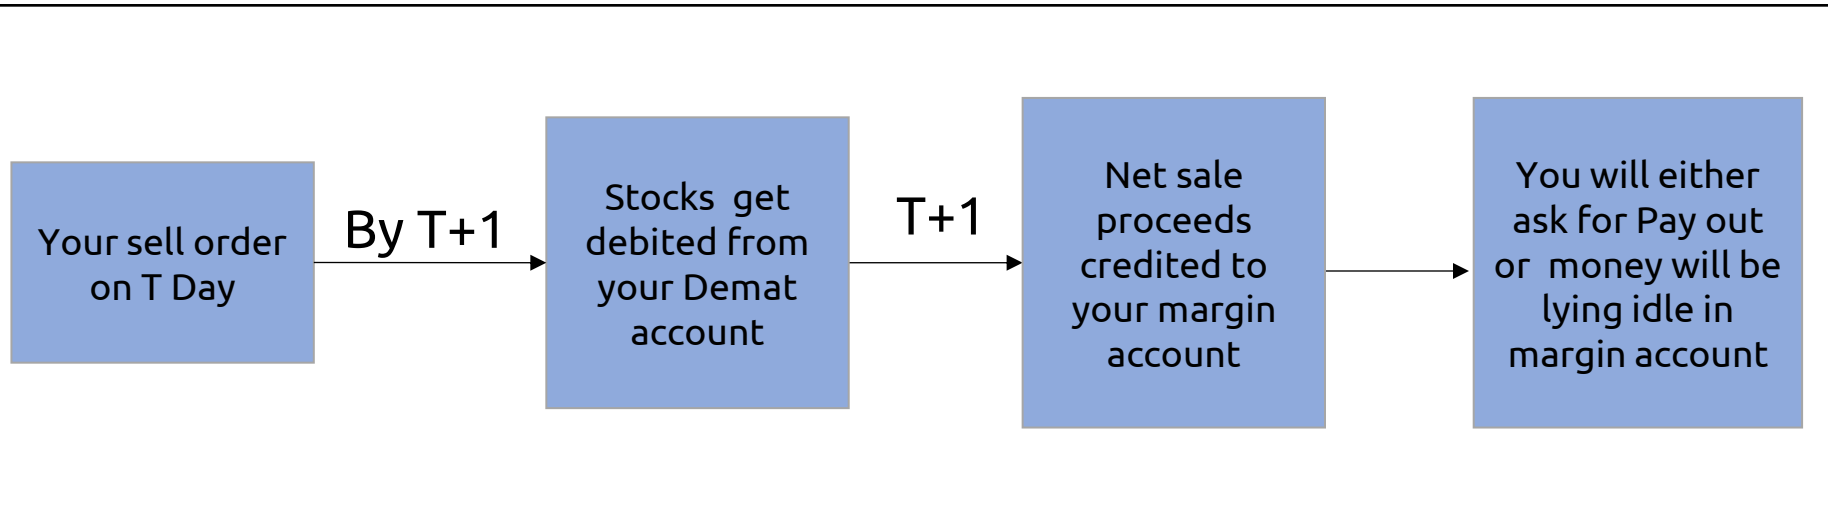 Your sell order
on T Day
By T+1
Stocks  get
debited from
your Demat
account
T+1
Net sale
proceeds
credited to
your margin
account
You will either
ask for Pay out
or  money will be
lying idle in
margin account